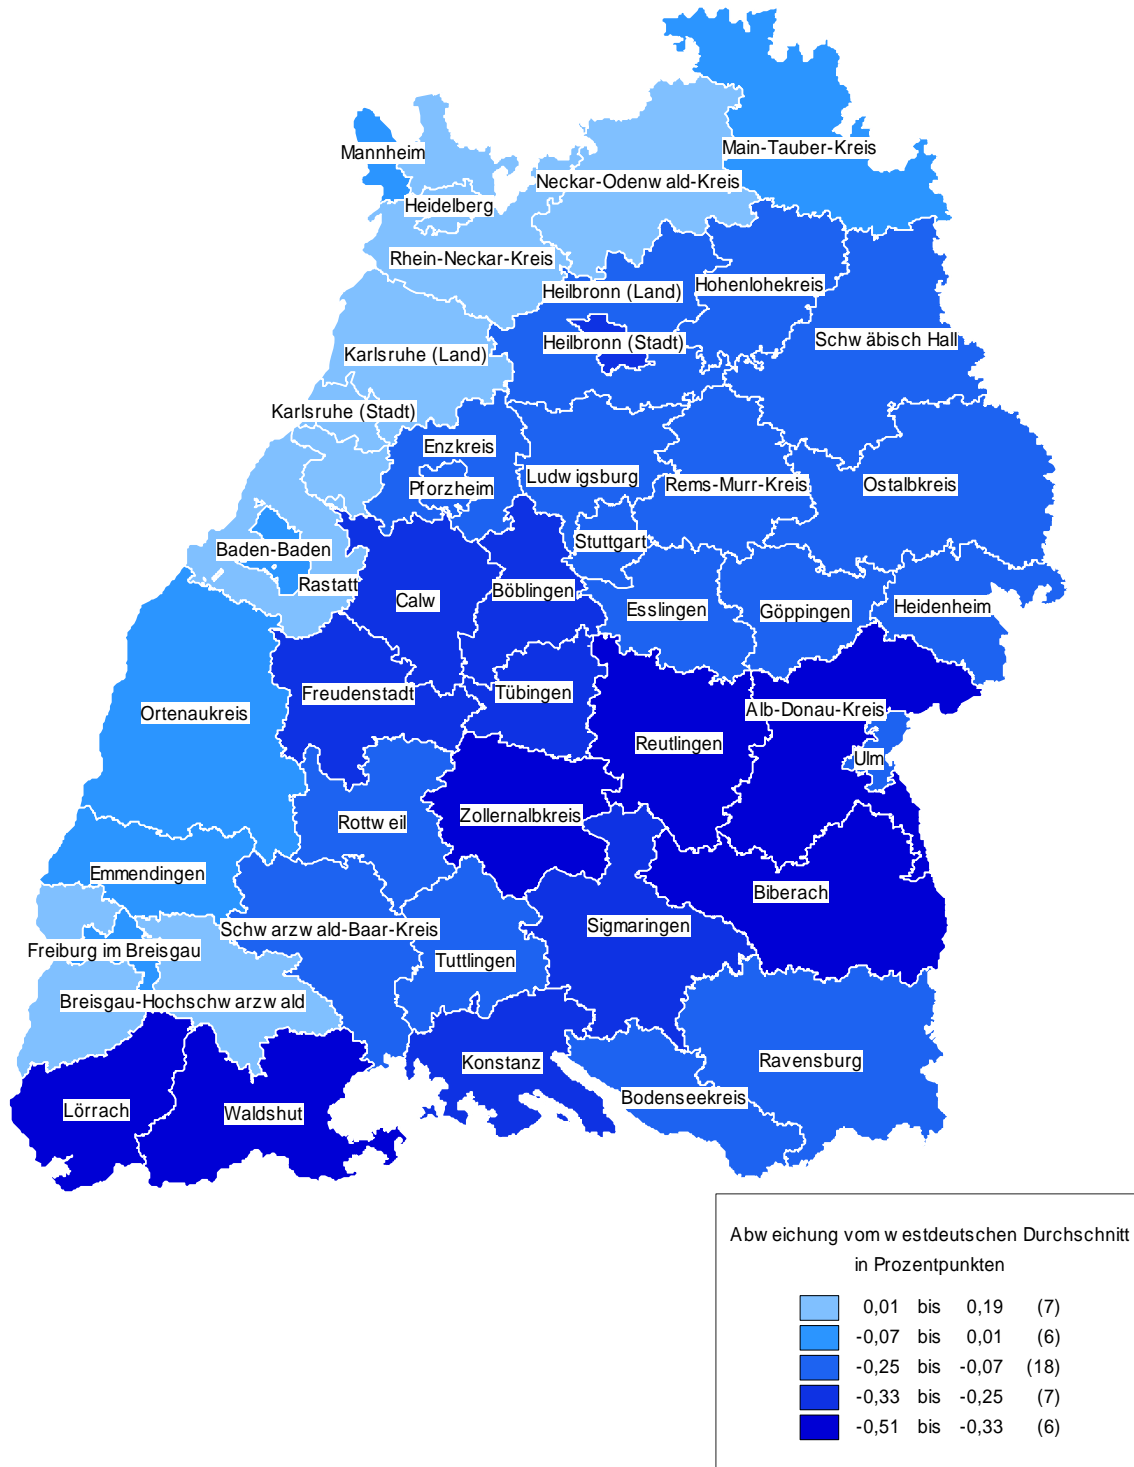 Main-Tauber-Kreis
Mannheim
Neckar-Odenw ald-Kreis
Heidelberg
Rhein-Neckar-Kreis
Heilbronn (Land)
Hohenlohekreis
Heilbronn (Stadt)
Schw äbisch Hall
Karlsruhe (Land)
Karlsruhe (Stadt)
Enzkreis
Ludw igsburg
Rems-Murr-Kreis
Ostalbkreis
Pforzheim
Stuttgart
Baden-Baden
Rastatt
Calw
Böblingen
Esslingen
Göppingen
Heidenheim
Freudenstadt
Tübingen
Ortenaukreis
Alb-Donau-Kreis
Reutlingen
Ulm
Zollernalbkreis
Rottw eil
Emmendingen
Biberach
Schw arzw ald-Baar-Kreis
Sigmaringen
Freiburg im Breisgau
Tuttlingen
Breisgau-Hochschw arzw ald
Konstanz
Ravensburg
Bodenseekreis
Lörrach
Waldshut
Abw eichung vom w estdeutschen Durchschnitt
in Prozentpunkten
0,01 bis 0,19 (7)
-0,07 bis 0,01 (6)
-0,25 bis -0,07 (18)
-0,33 bis -0,25 (7)
-0,51 bis -0,33 (6)